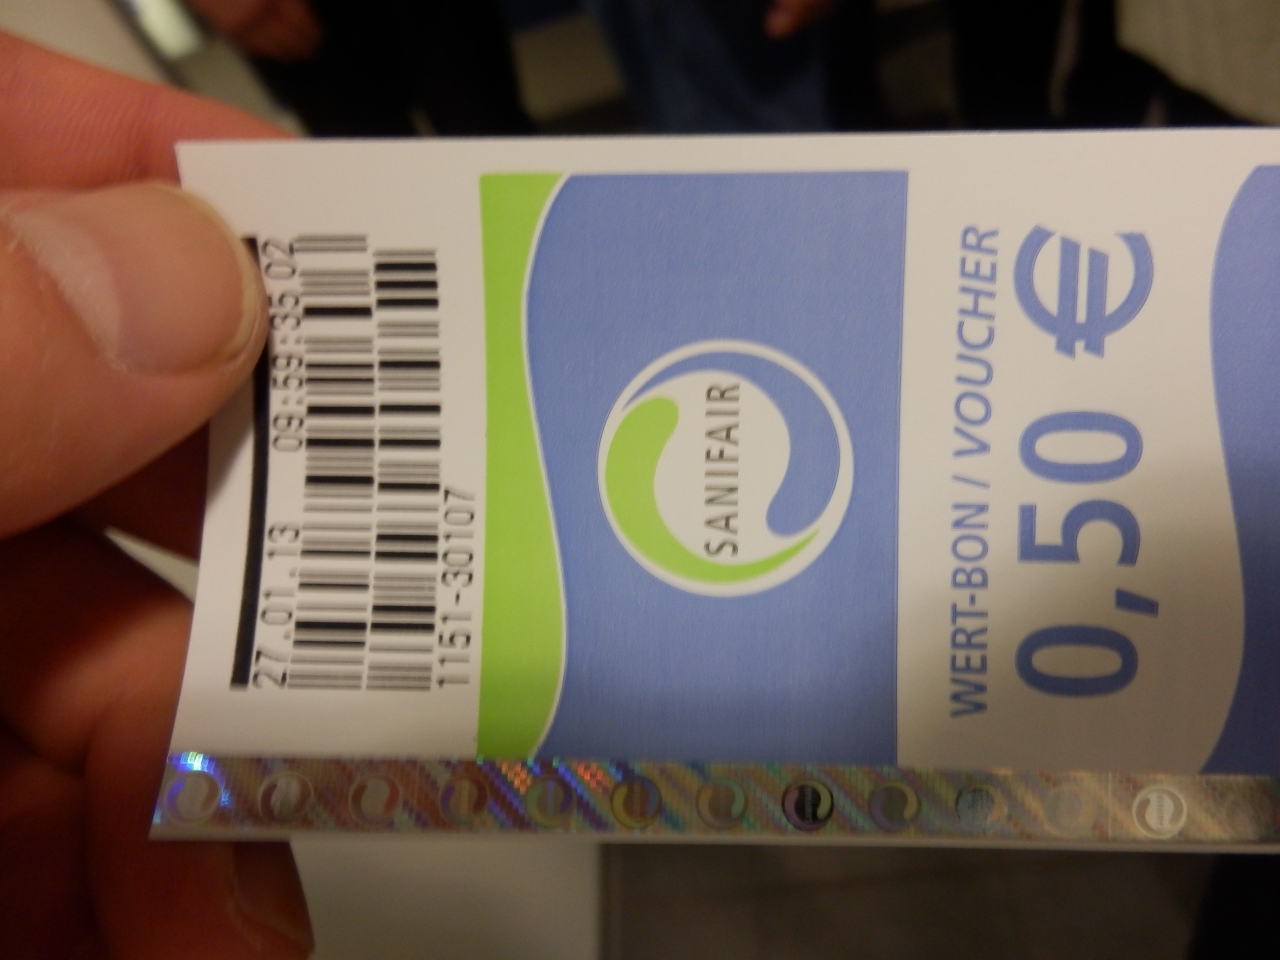 27.01.13 09:59:35 02
1151-30107
SANIFAIR
WERT-BON / VOUCHER
0,50 €